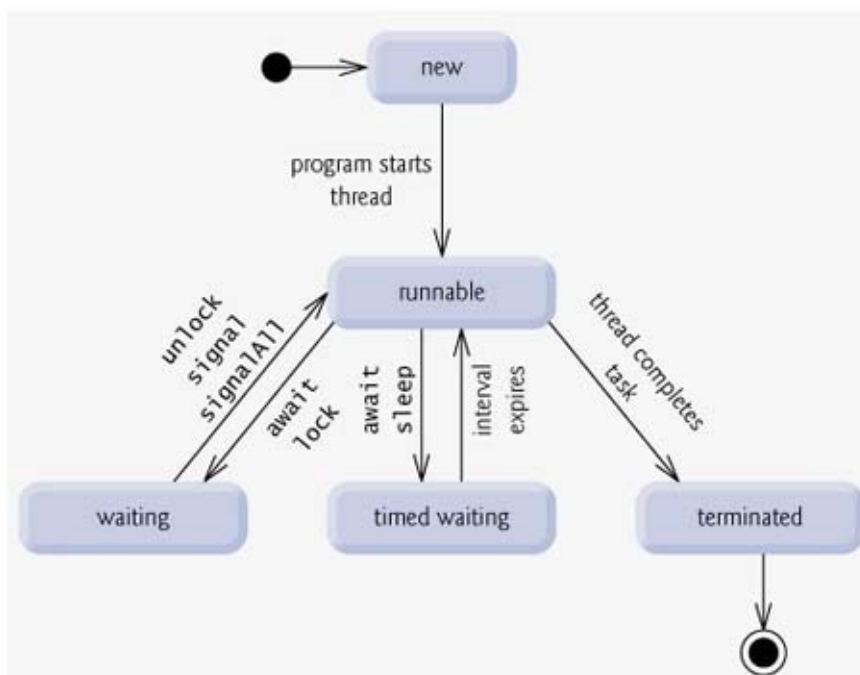 new
program starts
thread
runnable
unlock
signal
signalAll
await
lock
await
sleep
interval
expires
thread completes
task
waiting
timed waiting
terminated